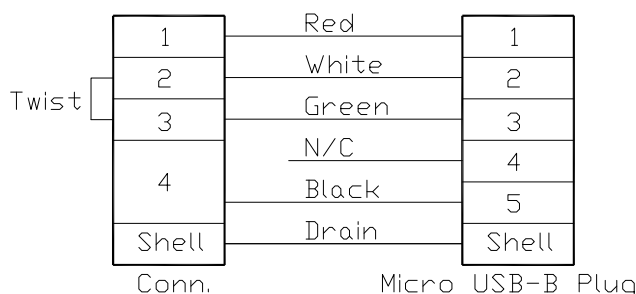 Red
1 1
White
2 2
Twist
Green
3 3
N/C
4 4
Black
5
Drain
Shell Shell
Conn. Micro USB-B Plug